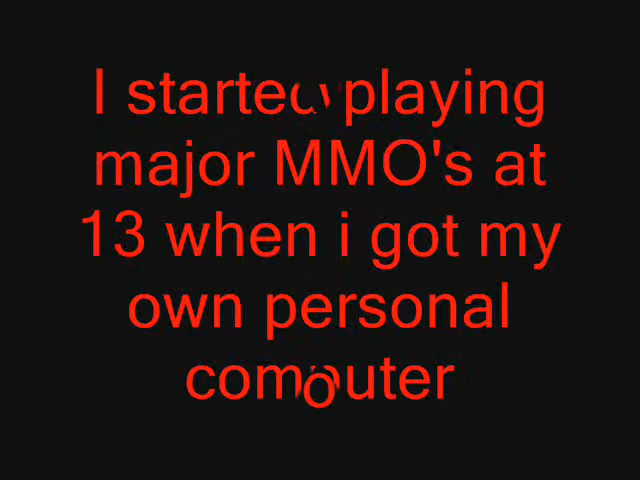 I started playing
major MMO's at
13 when i got my
own personal
computer